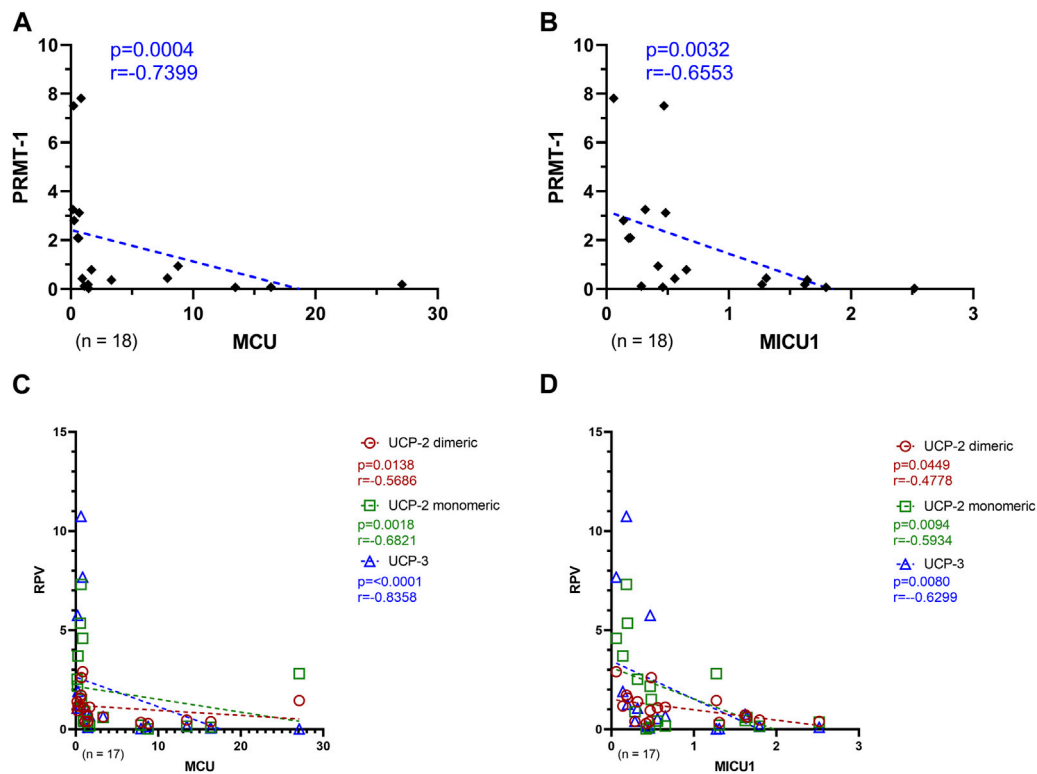 A
p=0.0004
r=-0.7399
PRMT-1
10
8
6
4
2
0
0 10 20 30
(n = 18)
MCU
B
p=0.0032
r=-0.6553
PRMT-1
10
8
6
4
2
0
0 1 2 3
(n = 18)
MICU1
C
RPV
15
10
5
0
0 10 20 30
(n = 17)
MCU
UCP-2 dimeric
p=0.0138
r=-0.5686
UCP-2 monomeric
p=0.0018
r=-0.6821
UCP-3
p=<0.0001
r=-0.8358
D
RPV
15
10
5
0
0 1 2 3
(n = 17)
MICU1
UCP-2 dimeric
p=0.0449
r=-0.4778
UCP-2 monomeric
p=0.0094
r=-0.5934
UCP-3
p=0.0080
r=--0.6299